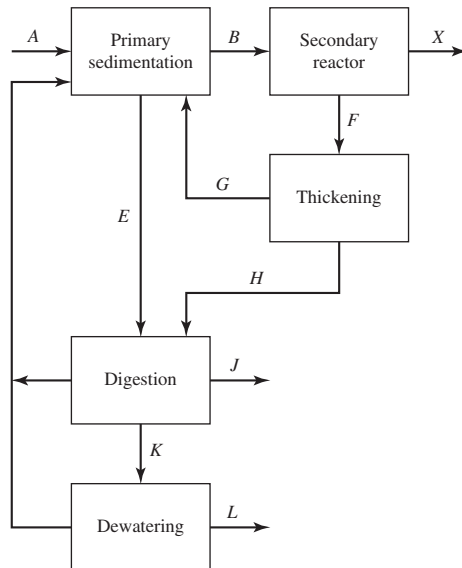 A
Primary
sedimentation
B
Secondary
reactor
X
F
G
Thickening
E
H
Digestion
J
K
Dewatering
L